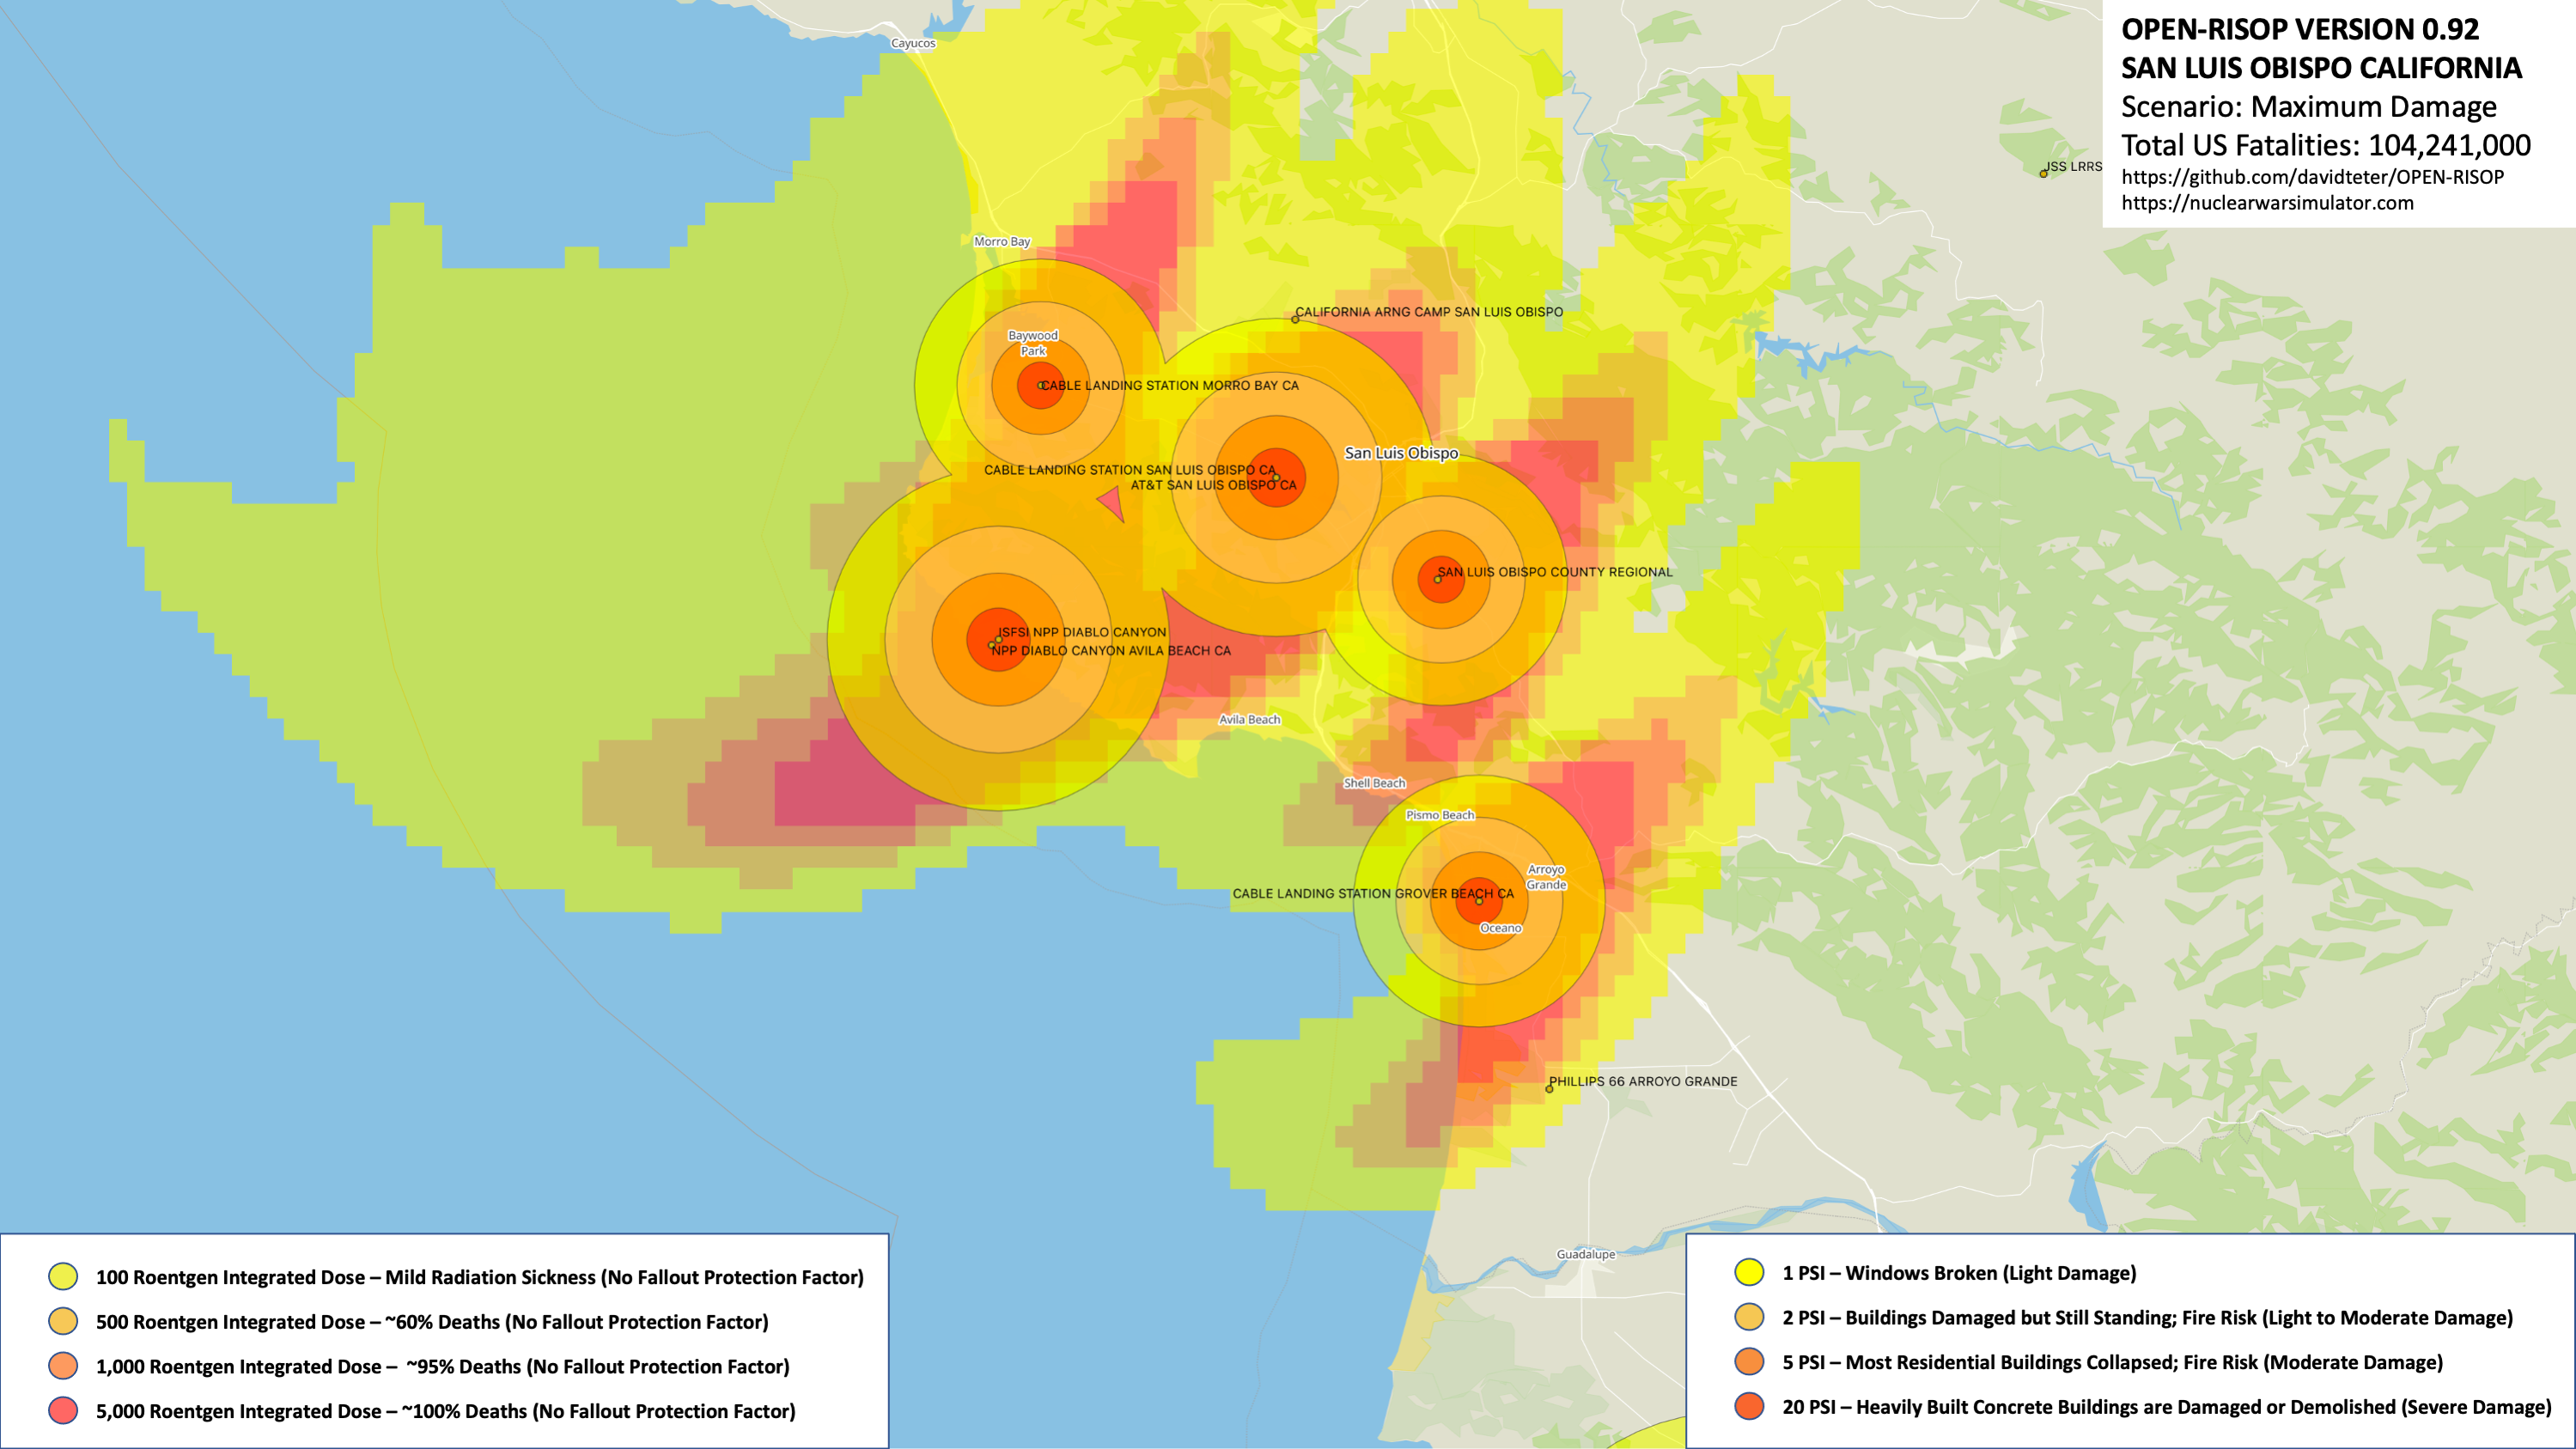 OPEN-RISOP VERSION 0.92
SAN LUIS OBISPO CALIFORNIA
Scenario: Maximum Damage
Total US Fatalities: 104,241,000
https://github.com/davidteter/OPEN-RISOP
https://nuclearwarsimulator.com
Cayucos
JSS LRRS
Morro Bay
CALIFORNIA ARNG CAMP SAN LUIS OBISPO
Baywood
Park
CABLE LANDING STATION MORRO BAY CA
San Luis Obispo
CABLE LANDING STATION SAN LUIS OBISPO CA
AT&T SAN LUIS OBISPO CA
SAN LUIS OBISPO COUNTY REGIONAL
ISFSI NPP DIABLO CANYON
NPP DIABLO CANYON AVILA BEACH CA
Avila Beach
Shell Beach
Pismo Beach
Arroyo
Grande
CABLE LANDING STATION GROVER BEACH CA
Oceano
PHILLIPS 66 ARROYO GRANDE
Guadalupe
100 Roentgen Integrated Dose – Mild Radiation Sickness (No Fallout Protection Factor)
500 Roentgen Integrated Dose – ~60% Deaths (No Fallout Protection Factor)
1,000 Roentgen Integrated Dose – ~95% Deaths (No Fallout Protection Factor)
5,000 Roentgen Integrated Dose – ~100% Deaths (No Fallout Protection Factor)
1 PSI – Windows Broken (Light Damage)
2 PSI – Buildings Damaged but Still Standing; Fire Risk (Light to Moderate Damage)
5 PSI – Most Residential Buildings Collapsed; Fire Risk (Moderate Damage)
20 PSI – Heavily Built Concrete Buildings are Damaged or Demolished (Severe Damage)